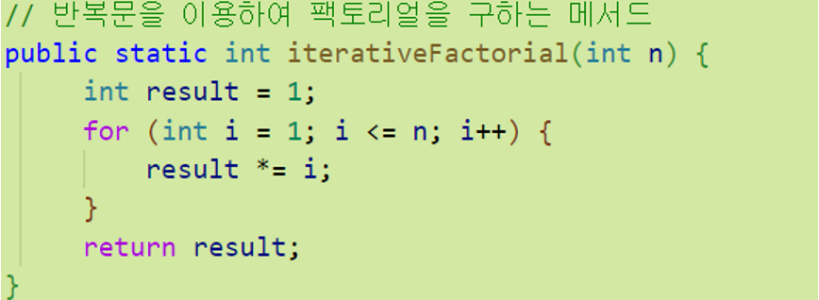 // 반복문을 이용하여 팩토리얼을 구하는 메서드
public static int iterativeFactorial(int n) {
    int result = 1;
    for (int i = 1; i <= n; i++) {
        result *= i;
    }
    return result;
}